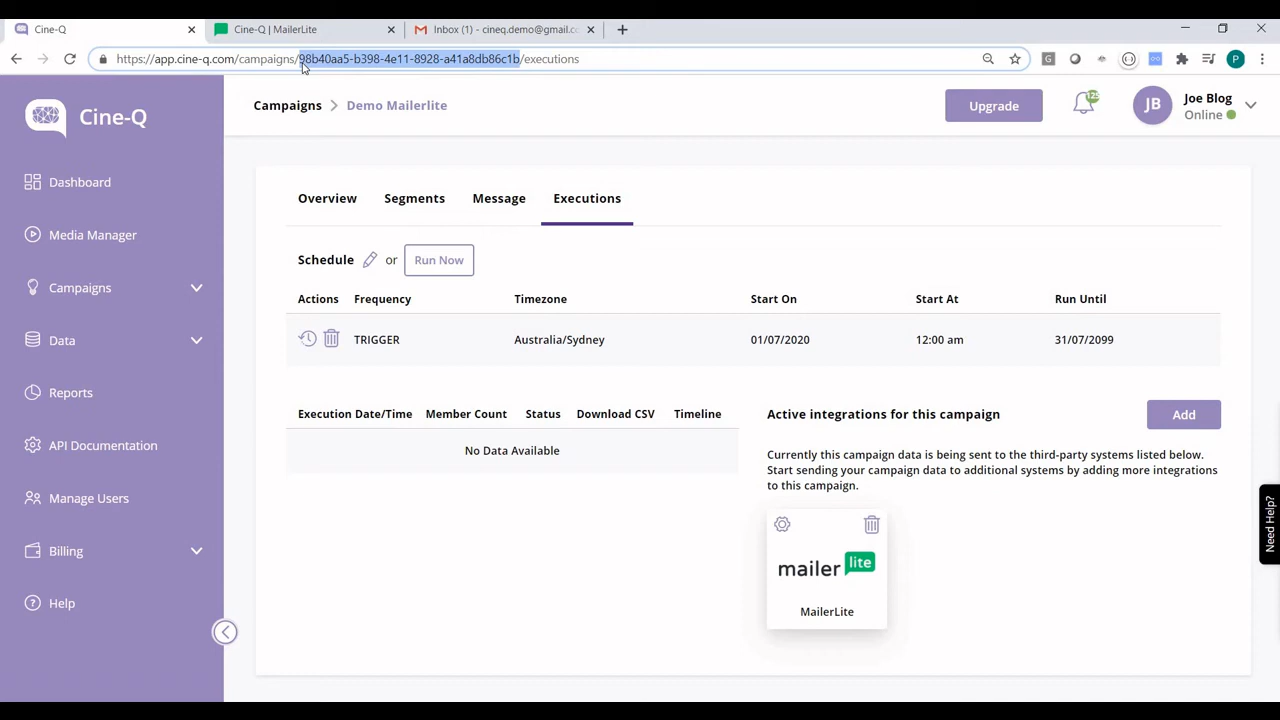 Cine-Q
Cine-Q | MailerLite
Inbox (1) - cineq.demo@gmail.co
https://app.cine-q.com/campaigns/98b40aa5-b398-4e11-8928-a41a8db86c1b/executions
G
P
Cine-Q
Campaigns > Demo Mailerlite
Upgrade
125
JB
Joe Blog
Online
Dashboard
Media Manager
Campaigns
Data
Reports
API Documentation
Manage Users
Billing
Help
Overview Segments Message Executions
Schedule or Run Now
Actions Frequency Timezone Start On Start At Run Until
TRIGGER Australia/Sydney 01/07/2020 12:00 am 31/07/2099
Execution Date/Time Member Count Status Download CSV Timeline
No Data Available
Active integrations for this campaign
Add
Currently this campaign data is being sent to the third-party systems listed below.
Start sending your campaign data to additional systems by adding more integrations
to this campaign.
mailer lite
MailerLite
Need Help?